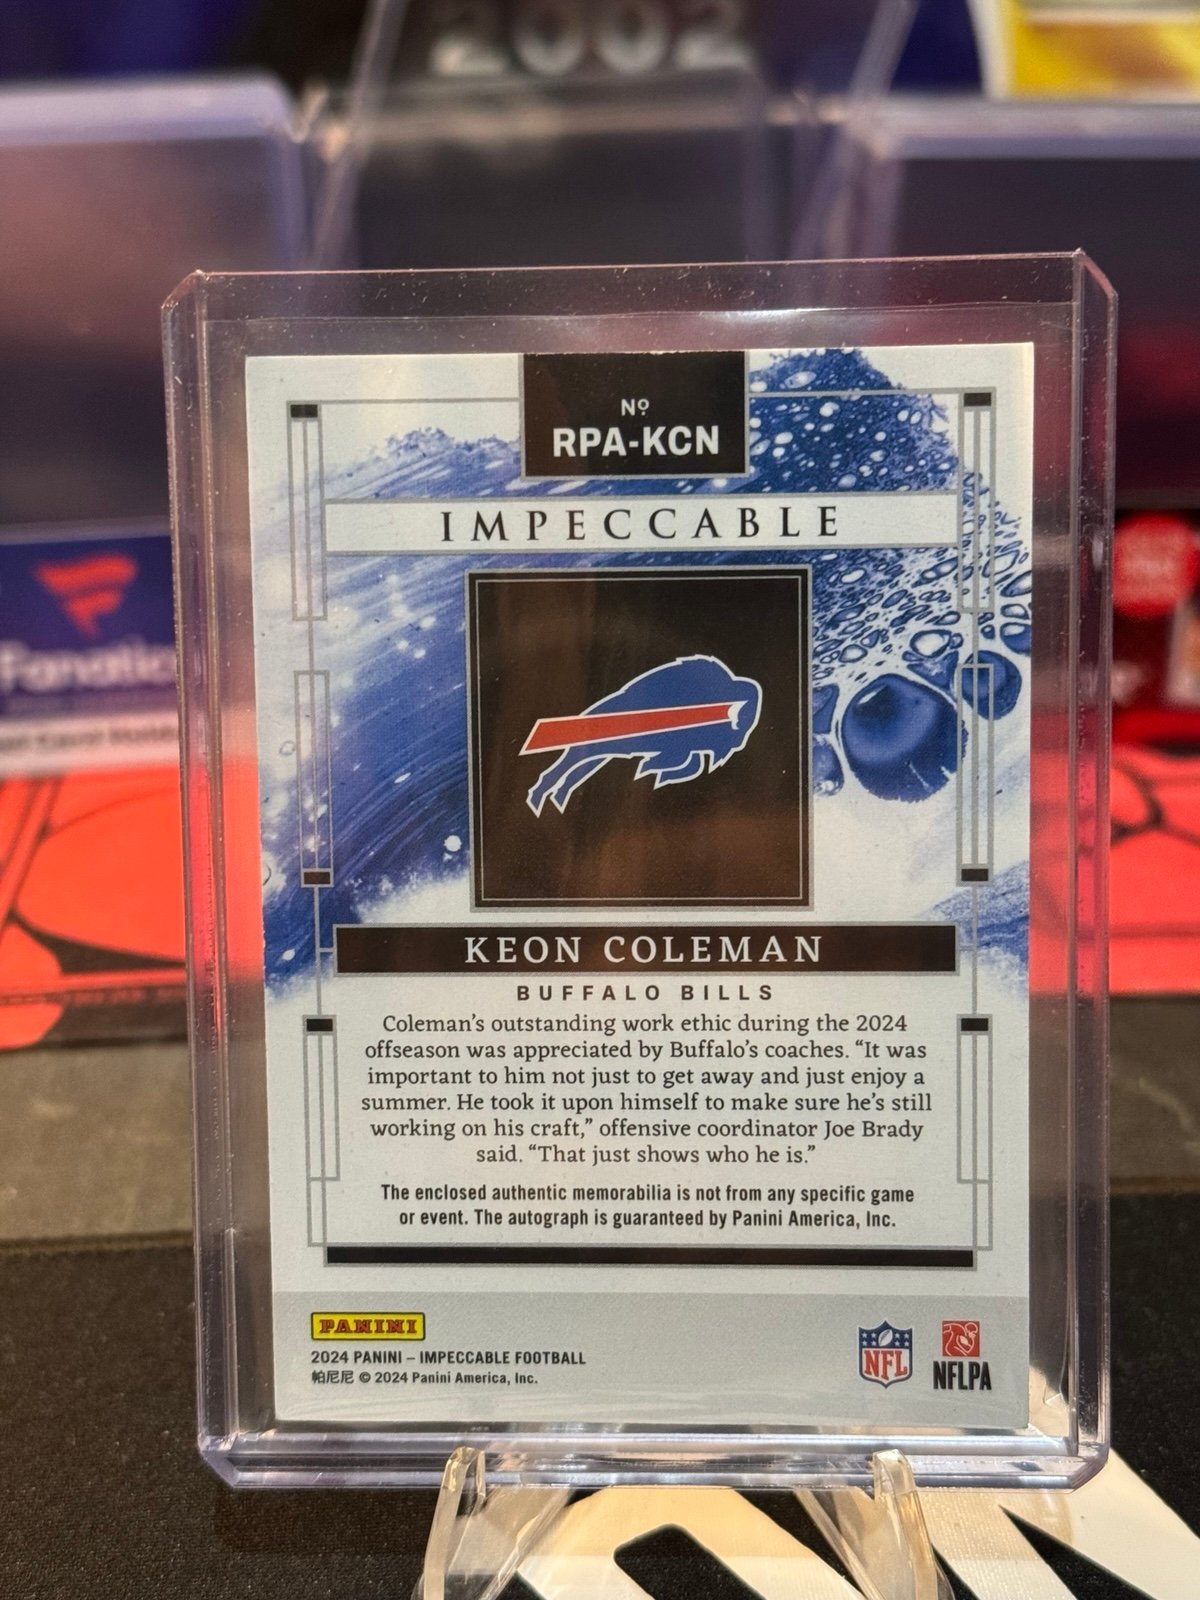 2002
Nº
RPA-KCN
IMPECCABLE
Fanatics
KEON COLEMAN
BUFFALO BILLS
Coleman’s outstanding work ethic during the 2024
offseason was appreciated by Buffalo’s coaches. “It was
important to him not just to get away and just enjoy a
summer. He took it upon himself to make sure he’s still
working on his craft,” offensive coordinator Joe Brady
said. “That just shows who he is.”
The enclosed authentic memorabilia is not from any specific game
or event. The autograph is guaranteed by Panini America, Inc.
PANINI
2024 PANINI – IMPECCABLE FOOTBALL
帕尼尼 © 2024 Panini America, Inc.
NFL
NFLPA